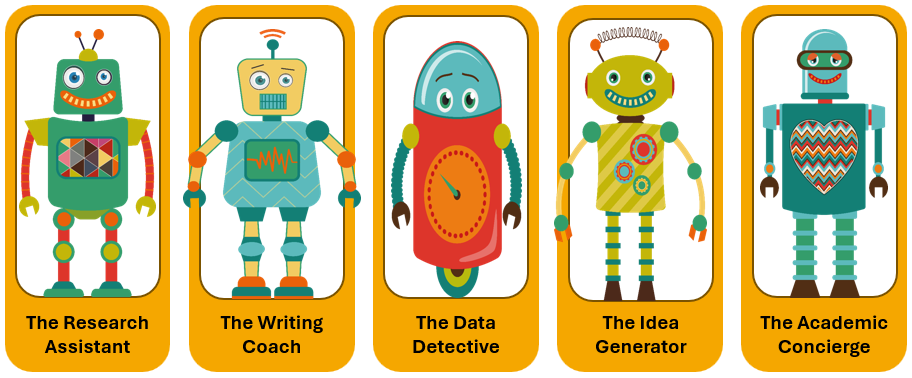 The Research
Assistant
The Writing
Coach
The Data
Detective
The Idea
Generator
The Academic
Concierge